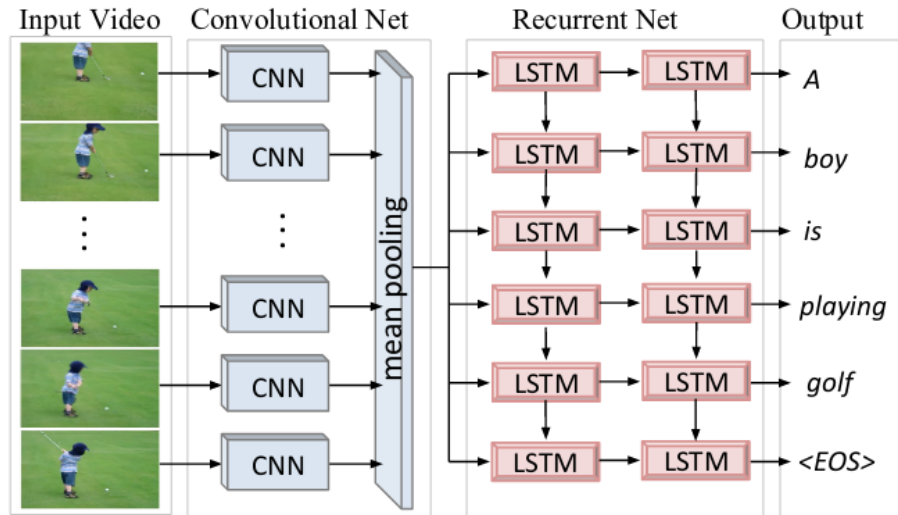 Input Video
Convolutional Net
Recurrent Net
Output
CNN
LSTM
LSTM
A
CNN
LSTM
LSTM
boy
mean pooling
LSTM
LSTM
is
CNN
LSTM
LSTM
playing
CNN
LSTM
LSTM
golf
CNN
LSTM
LSTM
<EOS>